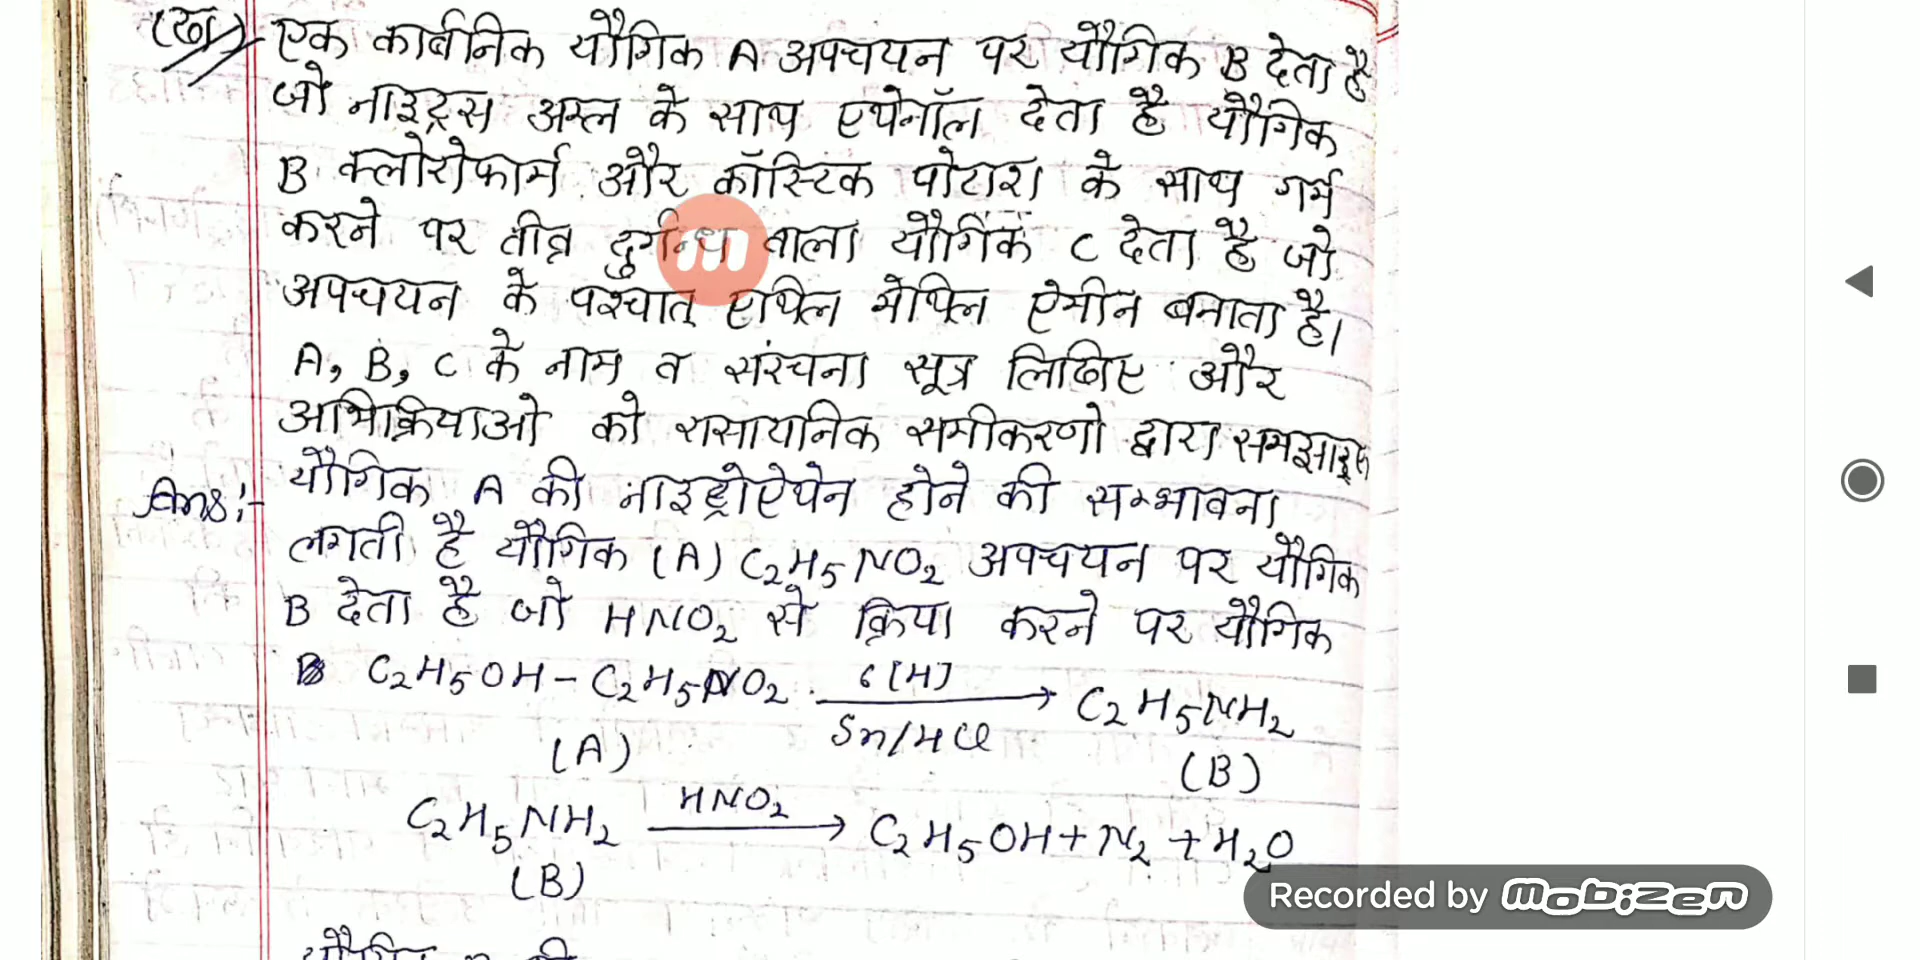 (ख) एक कार्बनिक यौगिक A अपचयन पर यौगिक B देता है
जो नाइट्रस अम्ल के साथ एथेनॉल देता है यौगिक
B क्लोरोफार्म और कॉस्टिक पोटाश के साथ गर्म
करने पर तीव्र दुर्गन्ध वाला यौगिक C देता है जो
अपचयन के पश्चात् एथिल मेथिल ऐमीन बनाता है।
A, B, C के नाम व संरचना सूत्र लिखिए और
अभिक्रियाओ को रासायनिक समीकरणो द्वारा समझाइए
Ans:- यौगिक A की नाइट्रोऐथेन होने की सम्भावना
लगती है यौगिक (A) C₂H₅NO₂ अपचयन पर यौगिक
B देता है जो HNO₂ से क्रिया करने पर यौगिक
B C₂H₅OH - C₂H₅NO₂ 6[H] → C₂H₅NH₂
Sn/HCl
(A) (B)
C₂H₅NH₂ HNO₂ → C₂H₅OH + N₂ + H₂O
(B)
Recorded by mobizen